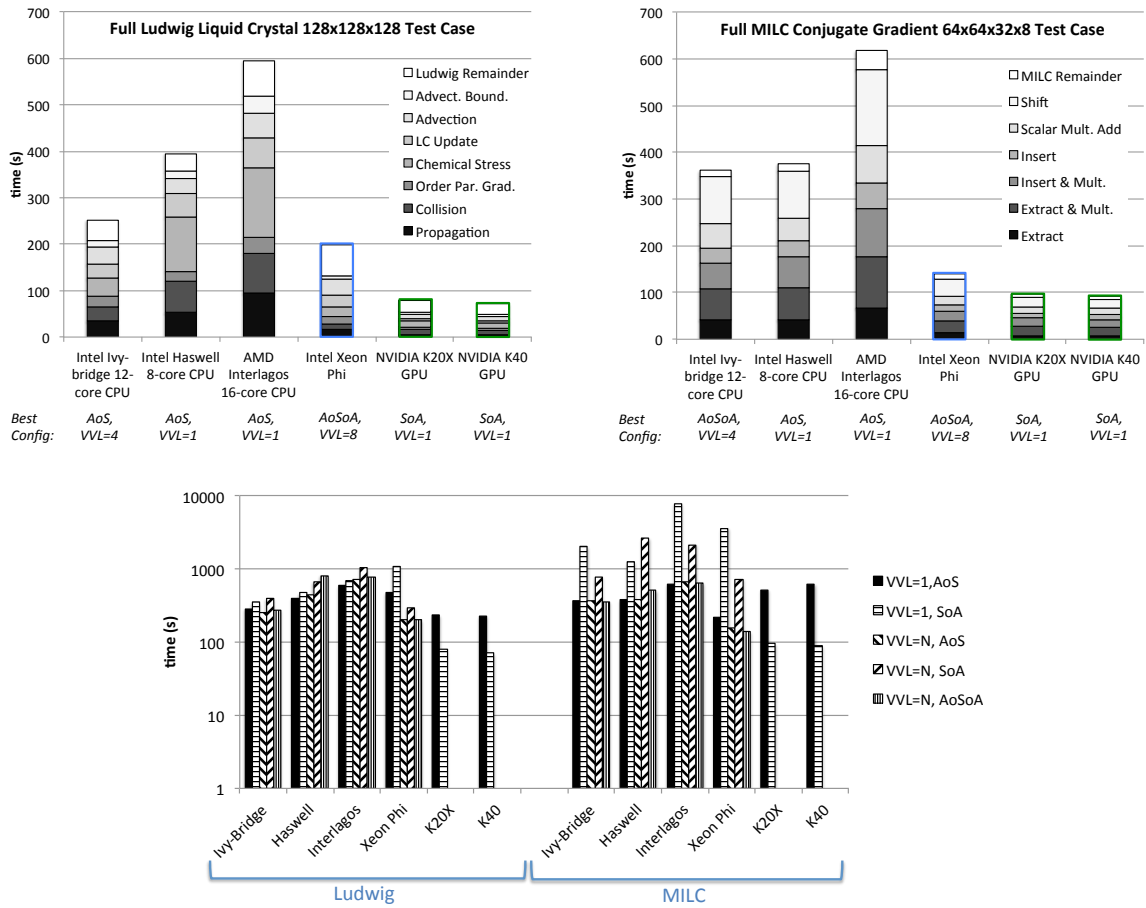 Full Ludwig Liquid Crystal 128x128x128 Test Case
700
600
500
400
300
200
100
0
time (s)
Ludwig Remainder
Advect. Bound.
Advection
LC Update
Chemical Stress
Order Par. Grad.
Collision
Propagation
Intel Ivy-bridge 12-core CPU
Intel Haswell 8-core CPU
AMD Interlagos 16-core CPU
Intel Xeon Phi
NVIDIA K20X GPU
NVIDIA K40 GPU
Best Config:
AoS, VVL=4
AoS, VVL=1
AoS, VVL=1
AoSoA, VVL=8
SoA, VVL=1
SoA, VVL=1
Full MILC Conjugate Gradient 64x64x32x8 Test Case
700
600
500
400
300
200
100
0
time (s)
MILC Remainder
Shift
Scalar Mult. Add
Insert
Insert & Mult.
Extract & Mult.
Extract
Intel Ivy-bridge 12-core CPU
Intel Haswell 8-core CPU
AMD Interlagos 16-core CPU
Intel Xeon Phi
NVIDIA K20X GPU
NVIDIA K40 GPU
Best Config:
AoSoA, VVL=4
AoS, VVL=1
AoS, VVL=1
AoSoA, VVL=8
SoA, VVL=1
SoA, VVL=1
10000
1000
100
10
1
time (s)
Ivy-Bridge
Haswell
Interlagos
Xeon Phi
K20X
K40
Ivy-Bridge
Haswell
Interlagos
Xeon Phi
K20X
K40
Ludwig
MILC
VVL=1,AoS
VVL=1, SoA
VVL=N, AoS
VVL=N, SoA
VVL=N, AoSoA